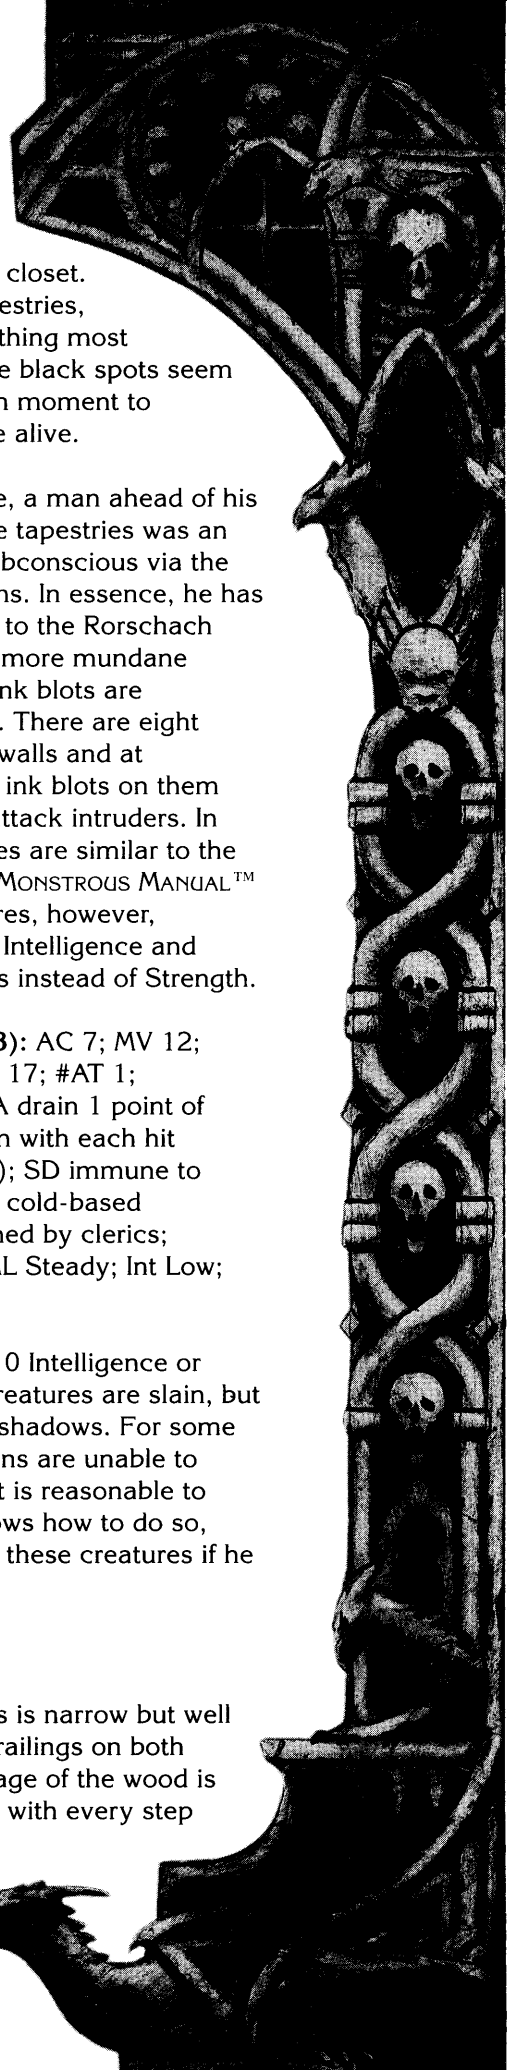 closet.
estries,
thing most
e black spots seem
n moment to
e alive.
e, a man ahead of his
e tapestries was an
bconscious via the
ns. In essence, he has
to the Rorschach
more mundane
nk blots are
. There are eight
walls and at
ink blots on them
ttack intruders. In
es are similar to the
MONSTROUS MANUAL™
res, however,
Intelligence and
s instead of Strength.
3): AC 7; MV 12;
17; #AT 1;
A drain 1 point of
n with each hit
); SD immune to
cold-based
ned by clerics;
L Steady; Int Low;
0 Intelligence or
reatures are slain, but
shadows. For some
ns are unable to
t is reasonable to
ows how to do so,
these creatures if he
s is narrow but well
railings on both
age of the wood is
with every step